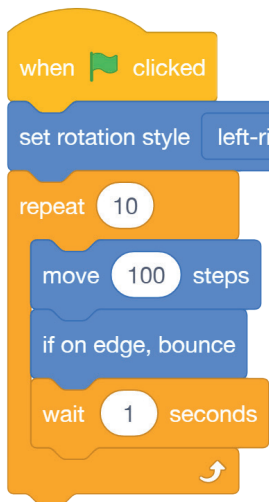 when clicked
set rotation style left-ri
repeat 10
move 100 steps
if on edge, bounce
wait 1 seconds